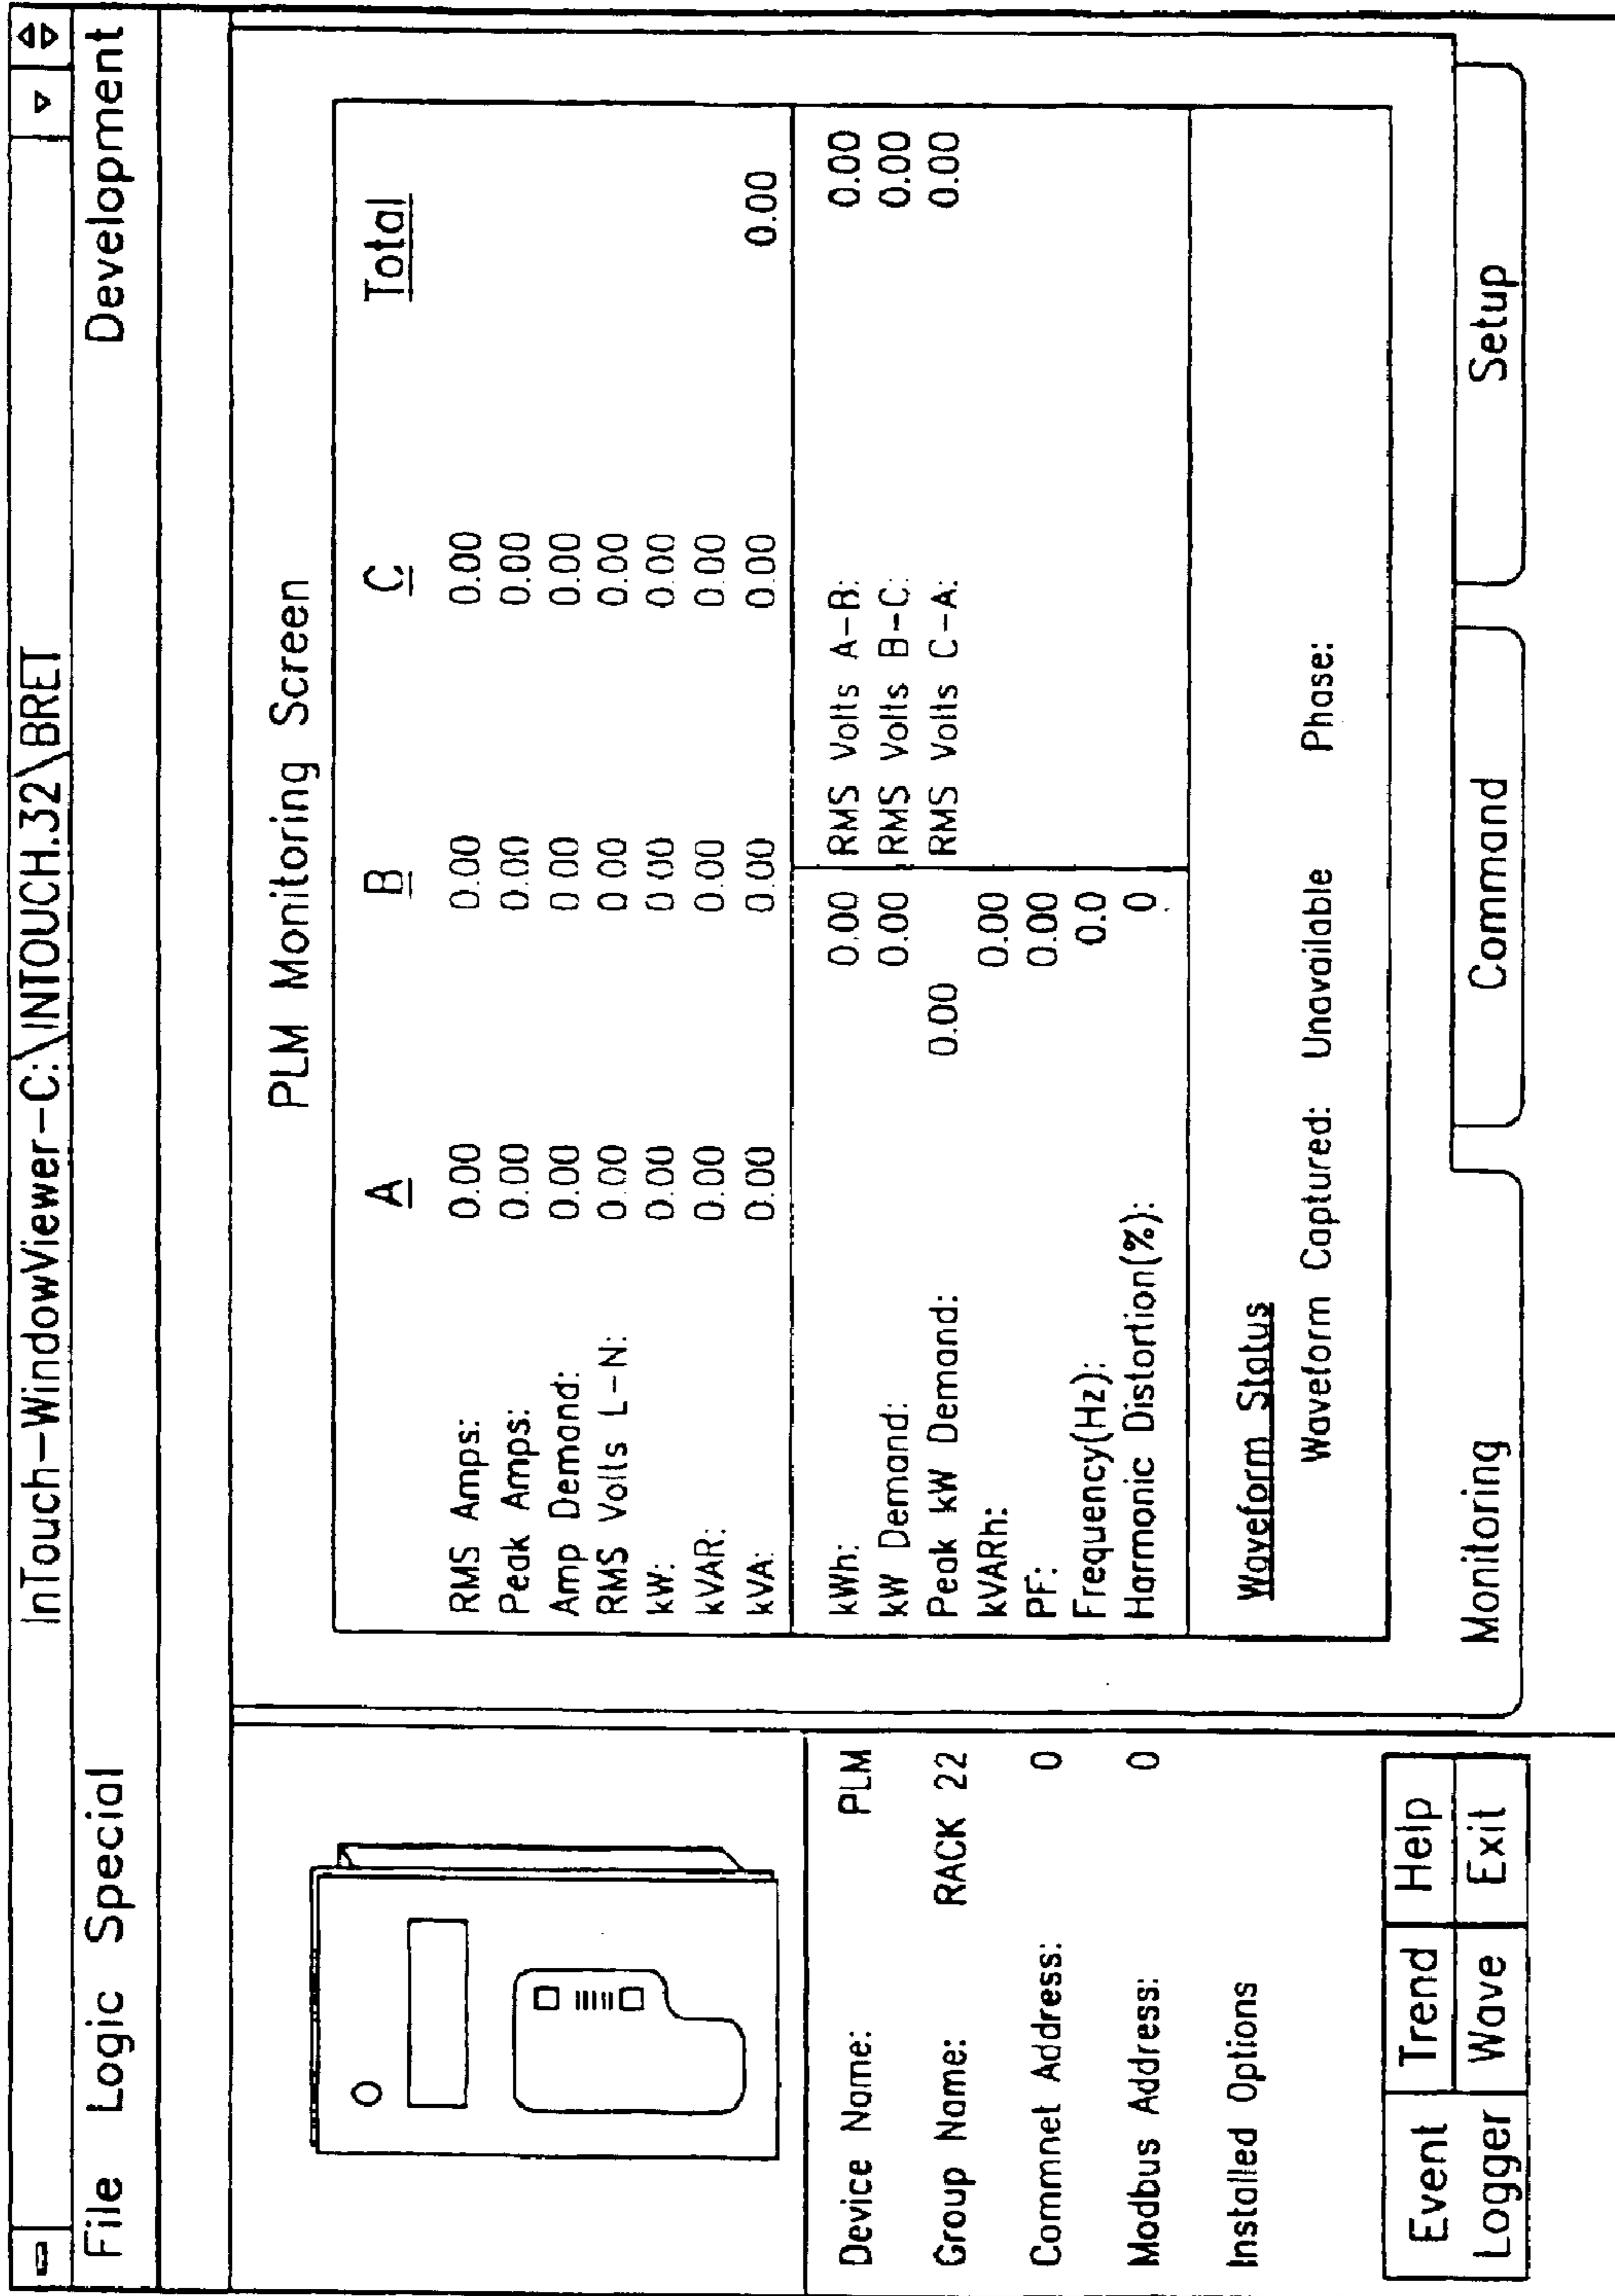 InTouch-WindowViewer-C:\INTOUCH.32\BRET
File Logic Special Development
PLM Monitoring Screen
A B C Total
RMS Amps: 0.00 0.00 0.00
Peak Amps: 0.00 0.00 0.00
Amp Demand: 0.00 0.00 0.00
RMS Volts L-N: 0.00 0.00 0.00
kW: 0.00 0.00 0.00
kVAR: 0.00 0.00 0.00
kVA: 0.00 0.00 0.00 0.00
kWh: 0.00 RMS Volts A-B: 0.00
kW Demand: 0.00 RMS Volts B-C: 0.00
Peak kW Demand: 0.00 RMS Volts C-A: 0.00
kVARh: 0.00
PF: 0.00
Frequency(Hz): 0.0
Harmonic Distortion(%): 0
Waveform Status
Waveform Captured: Unavailable Phase:
Monitoring Command Setup
Device Name: PLM
Group Name: RACK 22
Commnet Address: 0
Modbus Address: 0
Installed Options
Event Trend Help
Logger Wave Exit